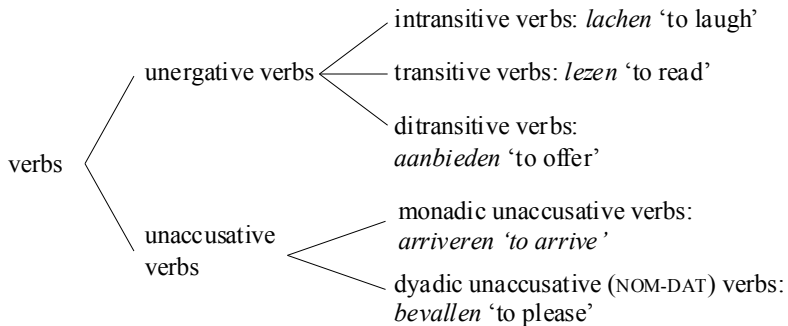 verbs
unergative verbs
intransitive verbs: lachen ‘to laugh’
transitive verbs: lezen ‘to read’
ditransitive verbs:
aanbieden ‘to offer’
unaccusative
verbs
monadic unaccusative verbs:
arriveren ‘to arrive’
dyadic unaccusative (NOM-DAT) verbs:
bevallen ‘to please’